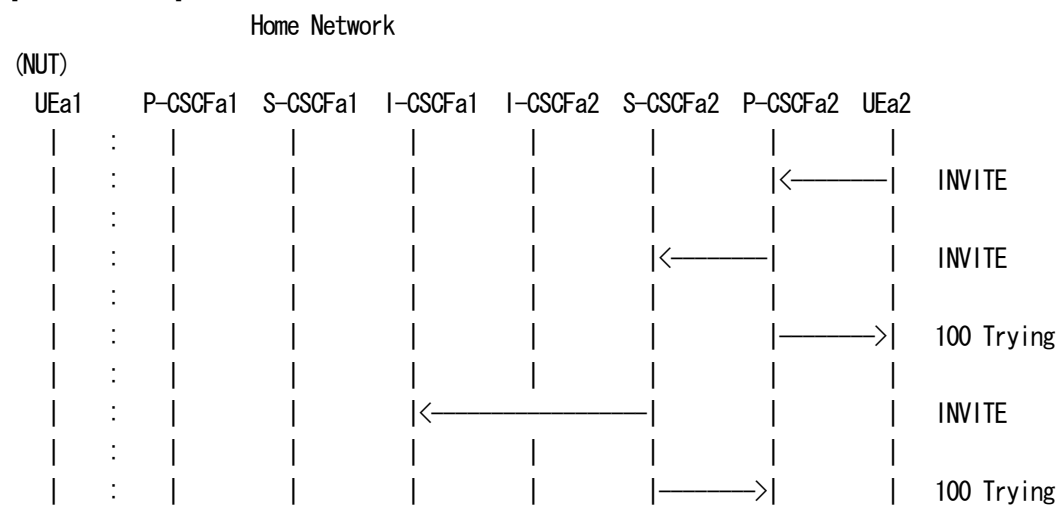 Home Network
(NUT)
UEa1 P-CSCFa1 S-CSCFa1 I-CSCFa1 I-CSCFa2 S-CSCFa2 P-CSCFa2 UEa2
| : | | | | | | |
| : | | | | | |<--------| INVITE
| : | | | | | | |
| : | | | | |<--------| | INVITE
| : | | | | | | |
| : | | | | | |-------->| 100 Trying
| : | | | | | | |
| : | | |<------------------| | | INVITE
| : | | | | | | |
| : | | | | |-------->| | 100 Trying